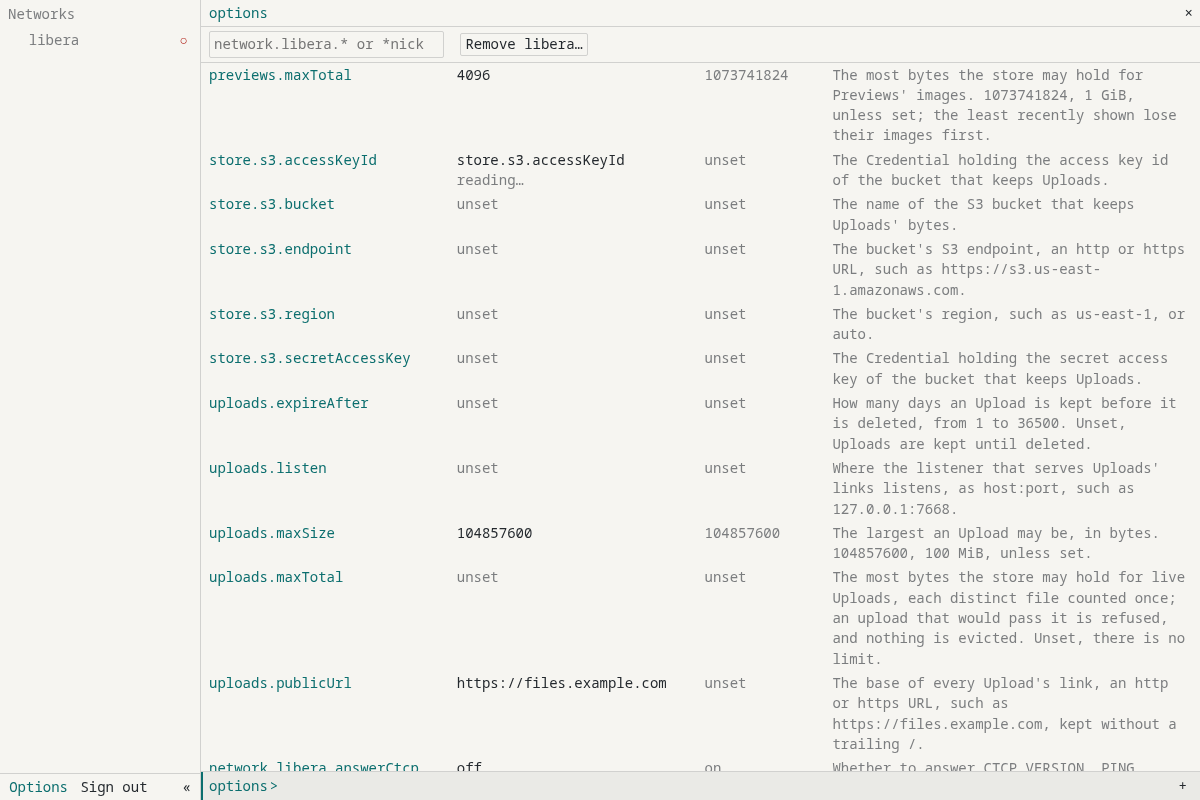 Networks
libera
options ×
network.libera.* or *nick Remove libera…
previews.maxTotal 4096 1073741824 The most bytes the store may hold for
Previews' images. 1073741824, 1 GiB,
unless set; the least recently shown lose
their images first.
store.s3.accessKeyId store.s3.accessKeyId unset The Credential holding the access key id
reading… of the bucket that keeps Uploads.
store.s3.bucket unset unset The name of the S3 bucket that keeps
Uploads' bytes.
store.s3.endpoint unset unset The bucket's S3 endpoint, an http or https
URL, such as https://s3.us-east-
1.amazonaws.com.
store.s3.region unset unset The bucket's region, such as us-east-1, or
auto.
store.s3.secretAccessKey unset unset The Credential holding the secret access
key of the bucket that keeps Uploads.
uploads.expireAfter unset unset How many days an Upload is kept before it
is deleted, from 1 to 36500. Unset,
Uploads are kept until deleted.
uploads.listen unset unset Where the listener that serves Uploads'
links listens, as host:port, such as
127.0.0.1:7668.
uploads.maxSize 104857600 104857600 The largest an Upload may be, in bytes.
104857600, 100 MiB, unless set.
uploads.maxTotal unset unset The most bytes the store may hold for live
Uploads, each distinct file counted once;
an upload that would pass it is refused,
and nothing is evicted. Unset, there is no
limit.
uploads.publicUrl https://files.example.com unset The base of every Upload's link, an http
or https URL, such as
https://files.example.com, kept without a
trailing /.
network.libera.answerCtcp off on Whether to answer CTCP VERSION, PING
Options Sign out «
options> +